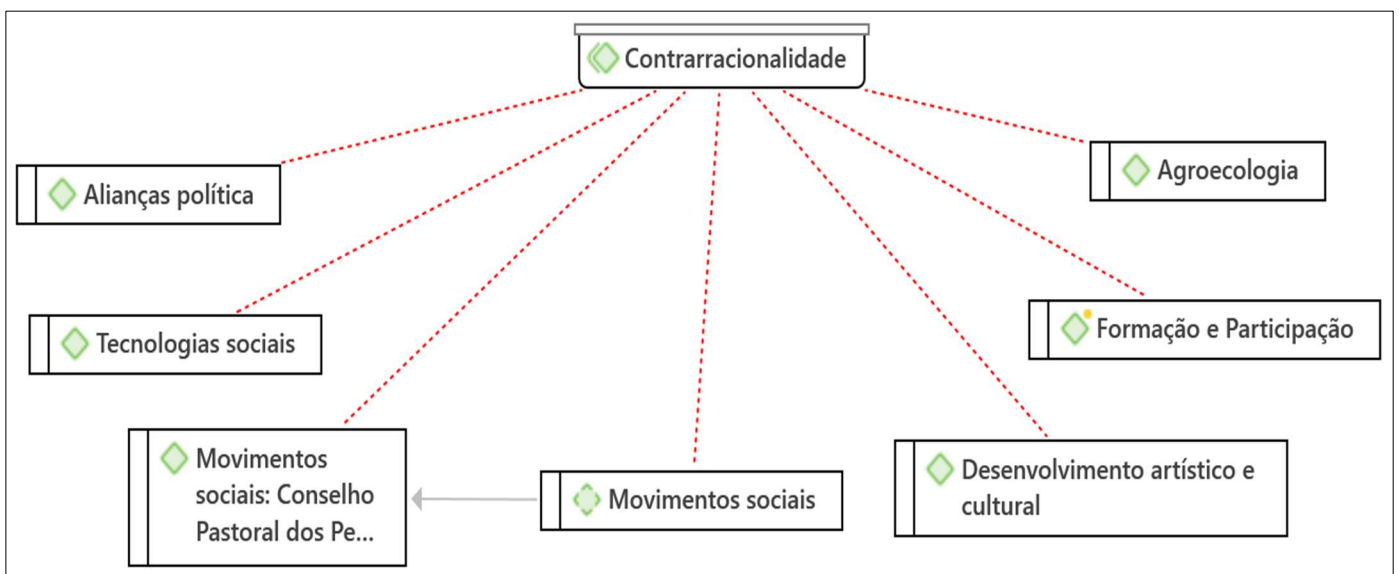 Contrarracionalidade
Agroecologia
Alianças política
Formação e Participação
Tecnologias sociais
Movimentos
sociais: Conselho
Pastoral dos Pe...
Movimentos sociais
Desenvolvimento artístico e
cultural